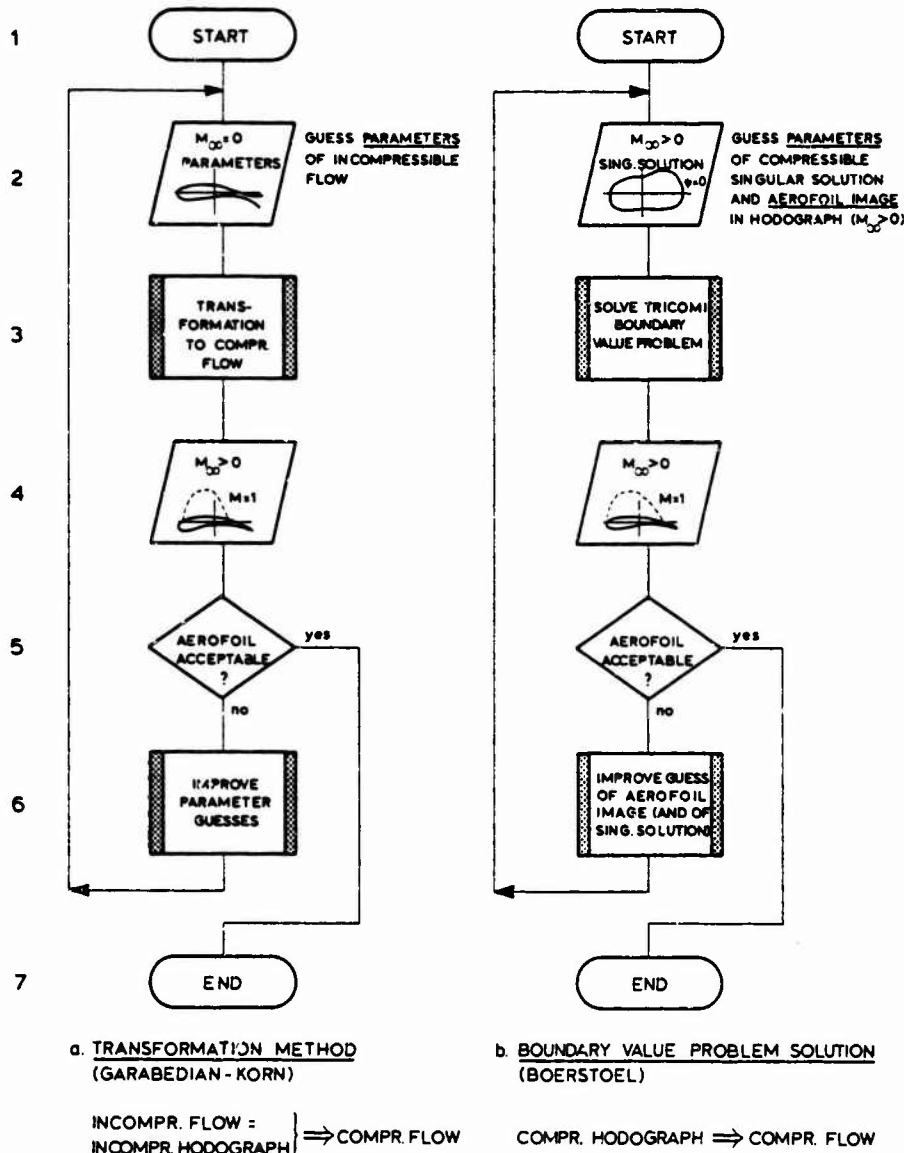 1
START
START
2
M∞=0
PARAMETERS
GUESS PARAMETERS
OF INCOMPRESSIBLE
FLOW
M∞>0
SING. SOLUTION
ψ=0
GUESS PARAMETERS
OF COMPRESSIBLE
SINGULAR SOLUTION
AND AEROFOIL IMAGE
IN HODOGRAPH (M∞>0)
3
TRANS-
FORMATION
TO COMPR.
FLOW
SOLVE TRICOMI
BOUNDARY
VALUE PROBLEM
4
M∞>0
M=1
M∞>0
M=1
5
AEROFOIL
ACCEPTABLE
?
yes
no
AEROFOIL
ACCEPTABLE
?
yes
no
6
IMPROVE
PARAMETER
GUESSES
IMPROVE GUESS
OF AEROFOIL
IMAGE (AND OF
SING. SOLUTION)
7
END
END
a. TRANSFORMATION METHOD
(GARABEDIAN-KORN)
INCOMPR. FLOW =
INCOMPR. HODOGRAPH } ⇒ COMPR. FLOW
b. BOUNDARY VALUE PROBLEM SOLUTION
(BOERSTOEL)
COMPR. HODOGRAPH ⇒ COMPR. FLOW